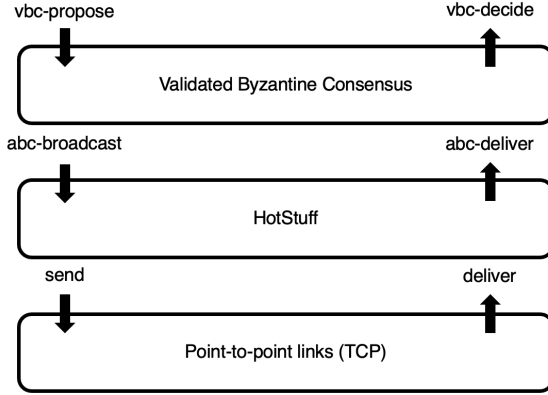 vbc-propose
vbc-decide
Validated Byzantine Consensus
abc-broadcast
abc-deliver
HotStuff
send
deliver
Point-to-point links (TCP)